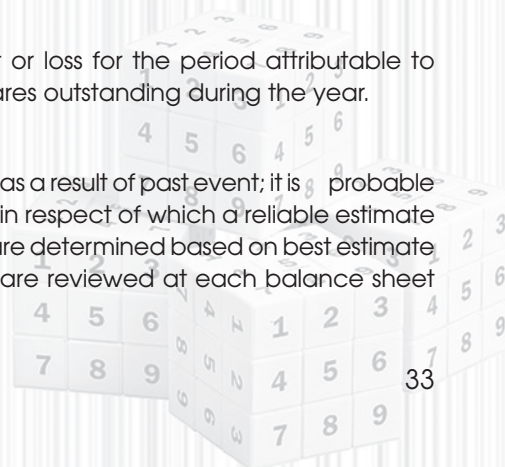 or loss for the period attributable to
ares outstanding during the year.
as a result of past event; it is probable
in respect of which a reliable estimate
are determined based on best estimate
are reviewed at each balance sheet
33